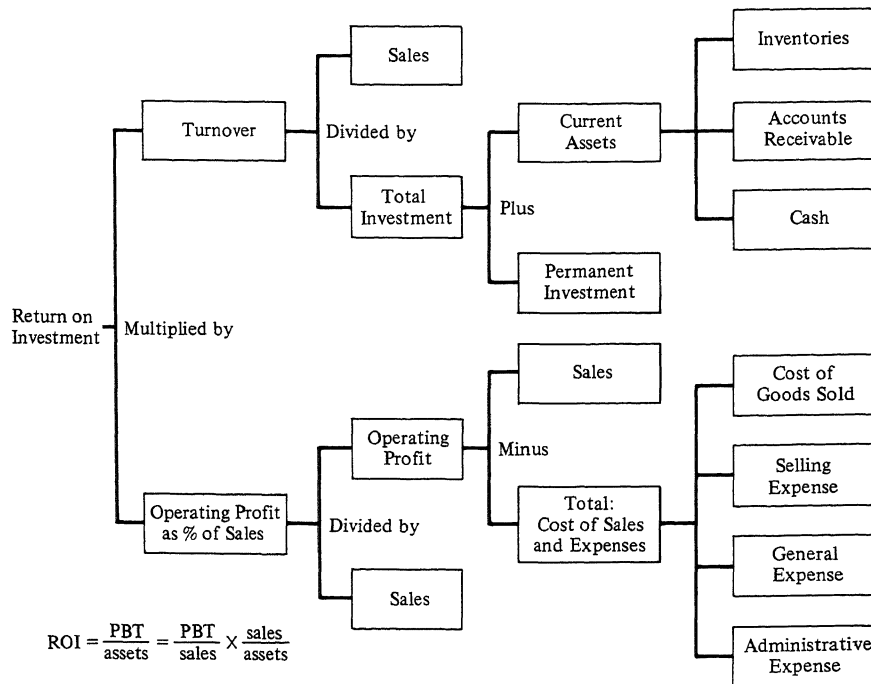 Inventories
Sales
Turnover
Divided by
Current
Assets
Accounts
Receivable
Total
Investment
Plus
Cash
Permanent
Investment
Return on
Investment
Multiplied by
Sales
Cost of
Goods Sold
Operating
Profit
Minus
Selling
Expense
Operating Profit
as % of Sales
Divided by
Total:
Cost of Sales
and Expenses
General
Expense
Sales
Administrative
Expense
ROI = PBT/assets = PBT/sales × sales/assets